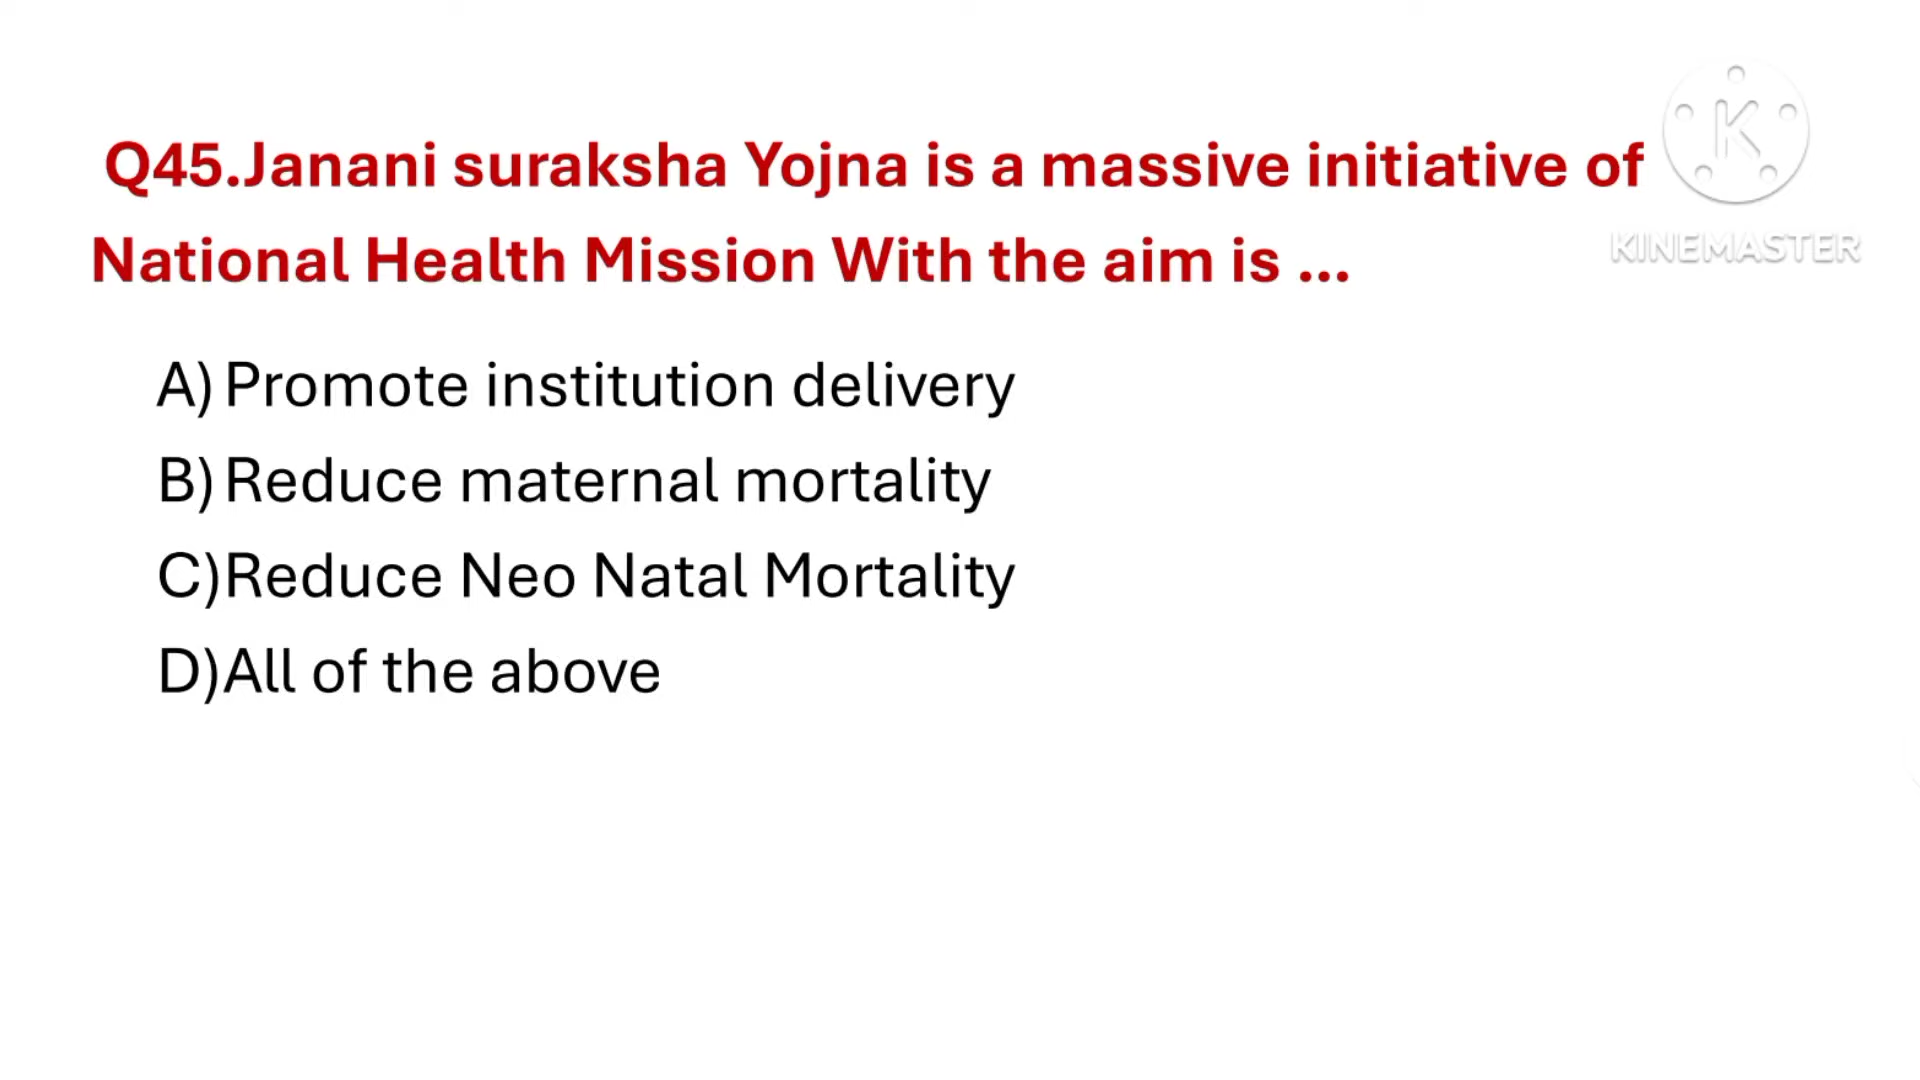 Q45.Janani suraksha Yojna is a massive initiative of
National Health Mission With the aim is ...
A) Promote institution delivery
B) Reduce maternal mortality
C)Reduce Neo Natal Mortality
D)All of the above
K
KINEMASTER